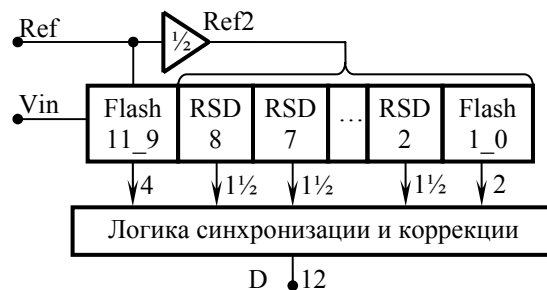 Ref
½
Ref2
Vin
Flash 11_9
RSD 8
RSD 7
...
RSD 2
Flash 1_0
4
1½
1½
1½
2
Логика синхронизации и коррекции
D
12